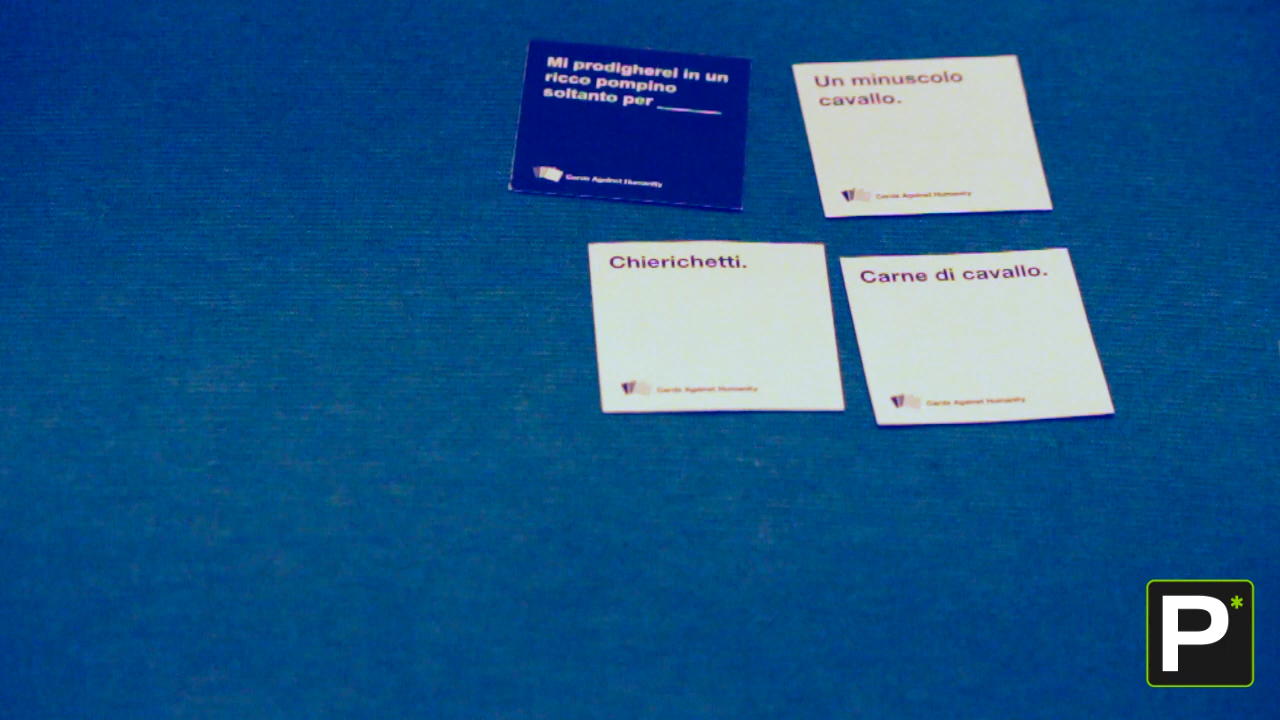 Mi prodigherei in un
ricco pompino
soltanto per ______
Cards Against Humanity
Un minuscolo
cavallo.
Cards Against Humanity
Chierichetti.
Cards Against Humanity
Carne di cavallo.
Cards Against Humanity
P*